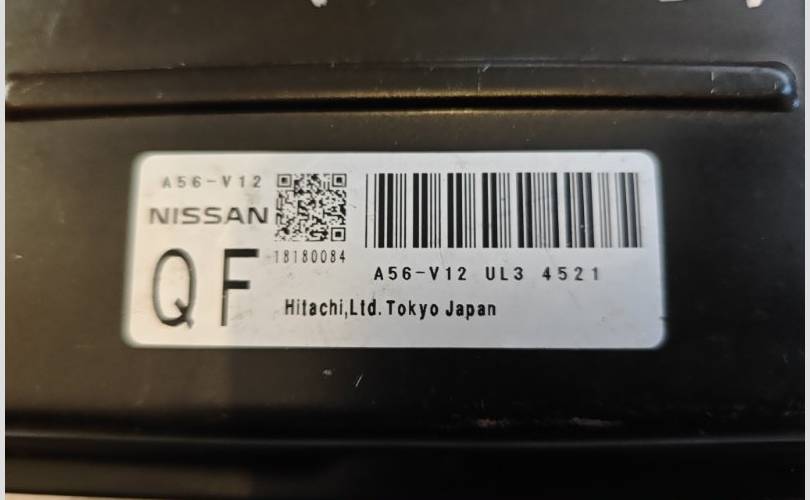 A56-V12
NISSAN
18180084
QF
A56-V12 UL3 4521
Hitachi,Ltd. Tokyo Japan